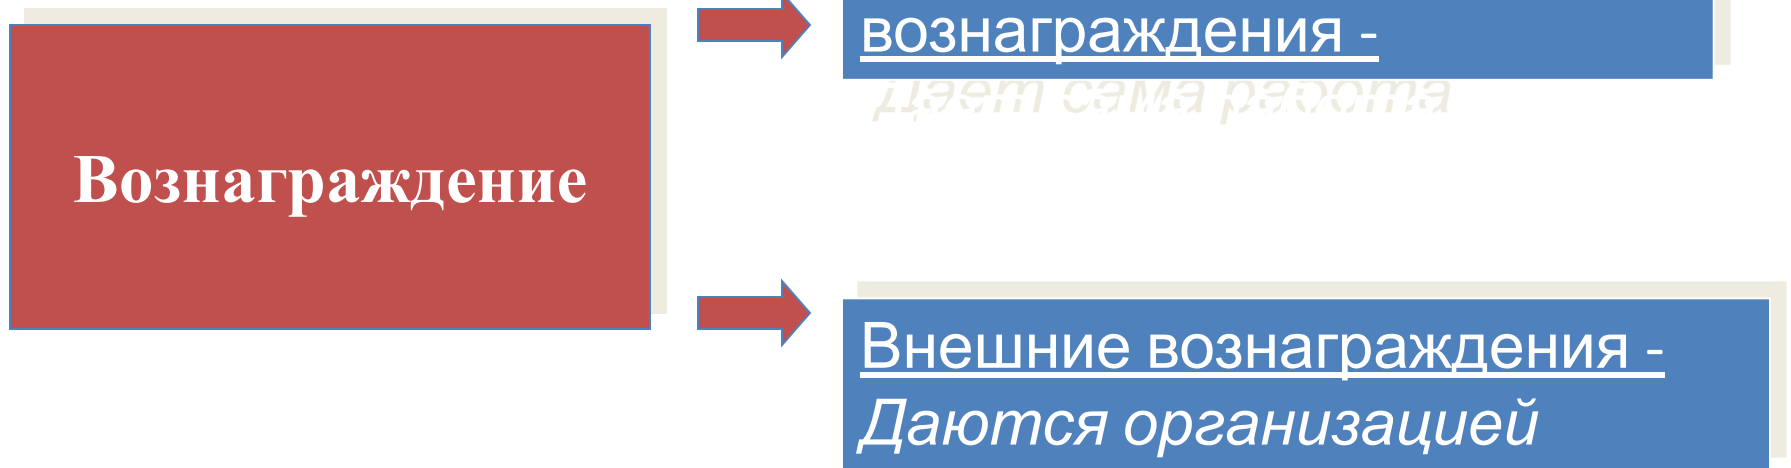 вознаграждения -
Дает сама работа
Вознаграждение
Внешние вознаграждения -
Даются организацией